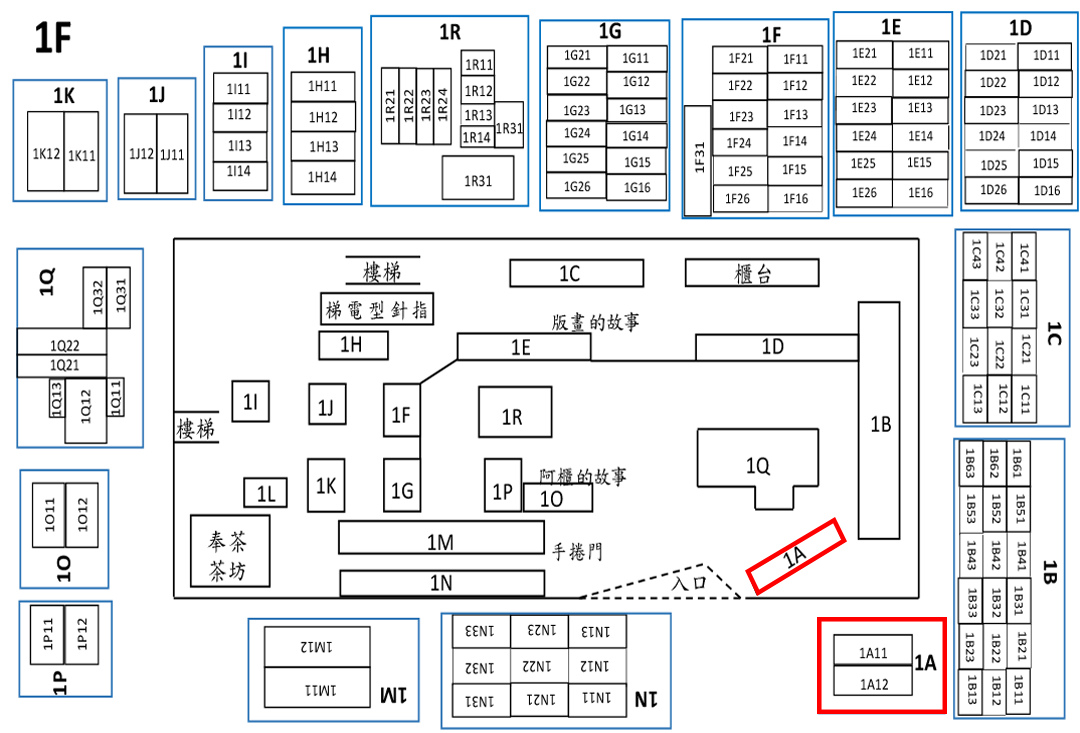 1F
1K
1K12 1K11
1J
1J12 1J11
1I
1I11
1I12
1I13
1I14
1H
1H11
1H12
1H13
1H14
1R
1R21 1R22 1R23 1R24
1R11
1R12
1R13
1R14
1R31
1R31
1G
1G21 1G11
1G22 1G12
1G23 1G13
1G24 1G14
1G25 1G15
1G26 1G16
1F
1F31
1F21 1F11
1F22 1F12
1F23 1F13
1F24 1F14
1F25 1F15
1F26 1F16
1E
1E21 1E11
1E22 1E12
1E23 1E13
1E24 1E14
1E25 1E15
1E26 1E16
1D
1D21 1D11
1D22 1D12
1D23 1D13
1D24 1D14
1D25 1D15
1D26 1D16
1Q
1Q32 1Q31
1Q22
1Q21
1Q13 1Q12 1Q11
1O11 1O12
1O
1P11 1P12
1P
樓梯
梯電型針指
1H
1C
櫃台
版畫的故事
1E
1D
1I
1J
1F
1R
1B
樓梯
1L
1K
1G
1P
阿櫃的故事
1O
1Q
奉茶
茶坊
1M
手捲門
1N
入口
1A
1C43 1C42 1C41
1C33 1C32 1C31
1C23 1C22 1C21
1C13 1C12 1C11
1C
1B63 1B62 1B61
1B53 1B52 1B51
1B43 1B42 1B41
1B33 1B32 1B31
1B23 1B22 1B21
1B13 1B12 1B11
1B
1M12
1M11
1M
1N33 1N23 1N13
1N32 1N22 1N12
1N31 1N21 1N11
1N
1A11
1A12
1A